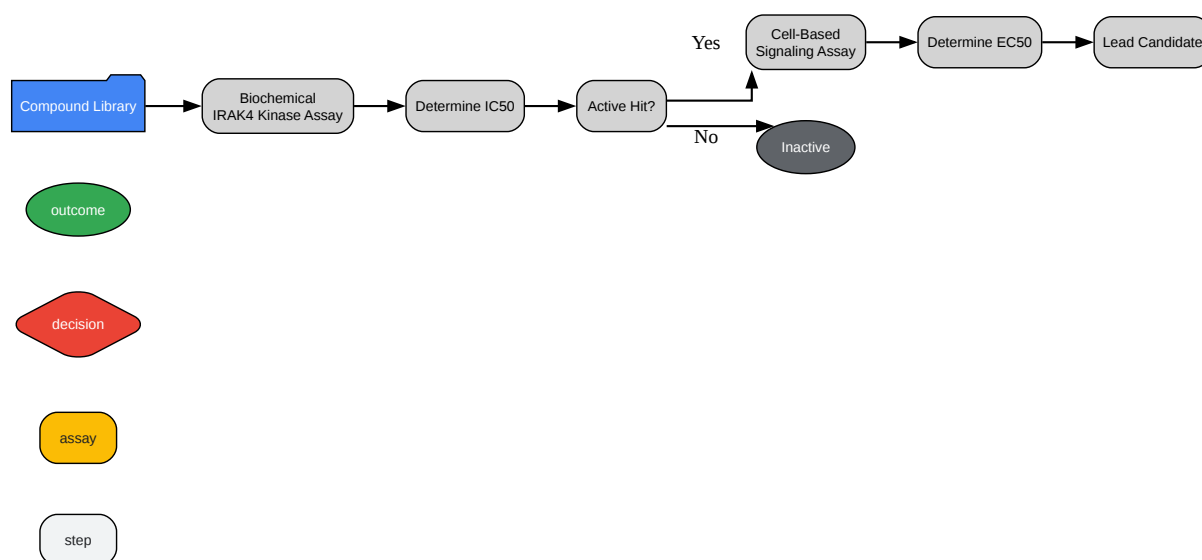 Compound Library
Biochemical
IRAK4 Kinase Assay
Determine IC50
Active Hit?
Yes
No
Cell-Based
Signaling Assay
Determine EC50
Lead Candidate
Inactive
outcome
decision
assay
step